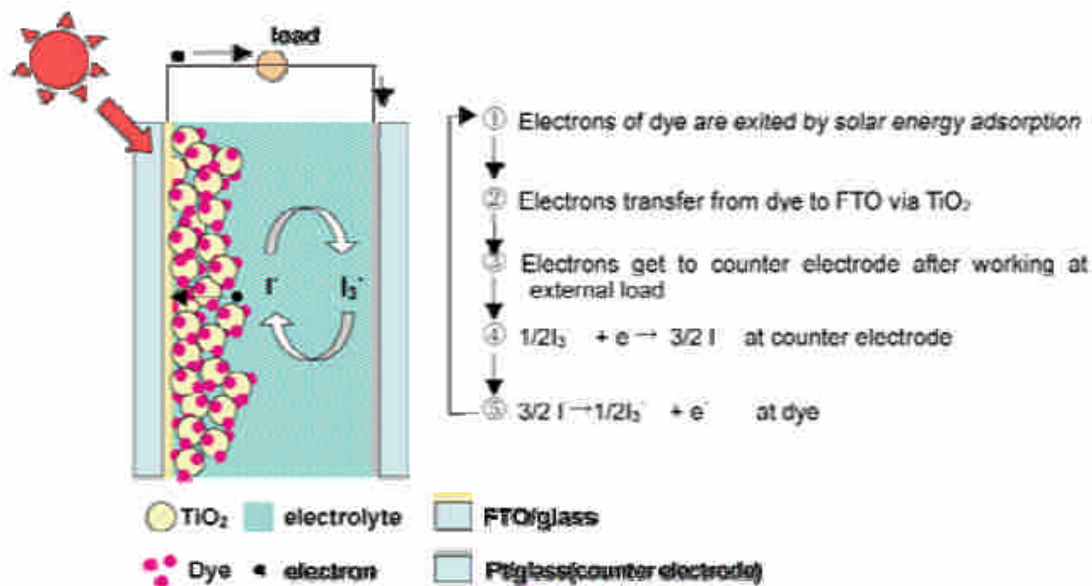 load
① Electrons of dye are exited by solar energy adsorption
② Electrons transfer from dye to FTO via TiO₂
③ Electrons get to counter electrode after working at
external load
I⁻ I₃⁻
④ 1/2I₃ + e → 3/2 I at counter electrode
⑤ 3/2 I⁻→1/2I₃⁻ + e⁻ at dye
TiO₂ electrolyte FTO/glass
Dye electron Pt/glass(counter electrode)